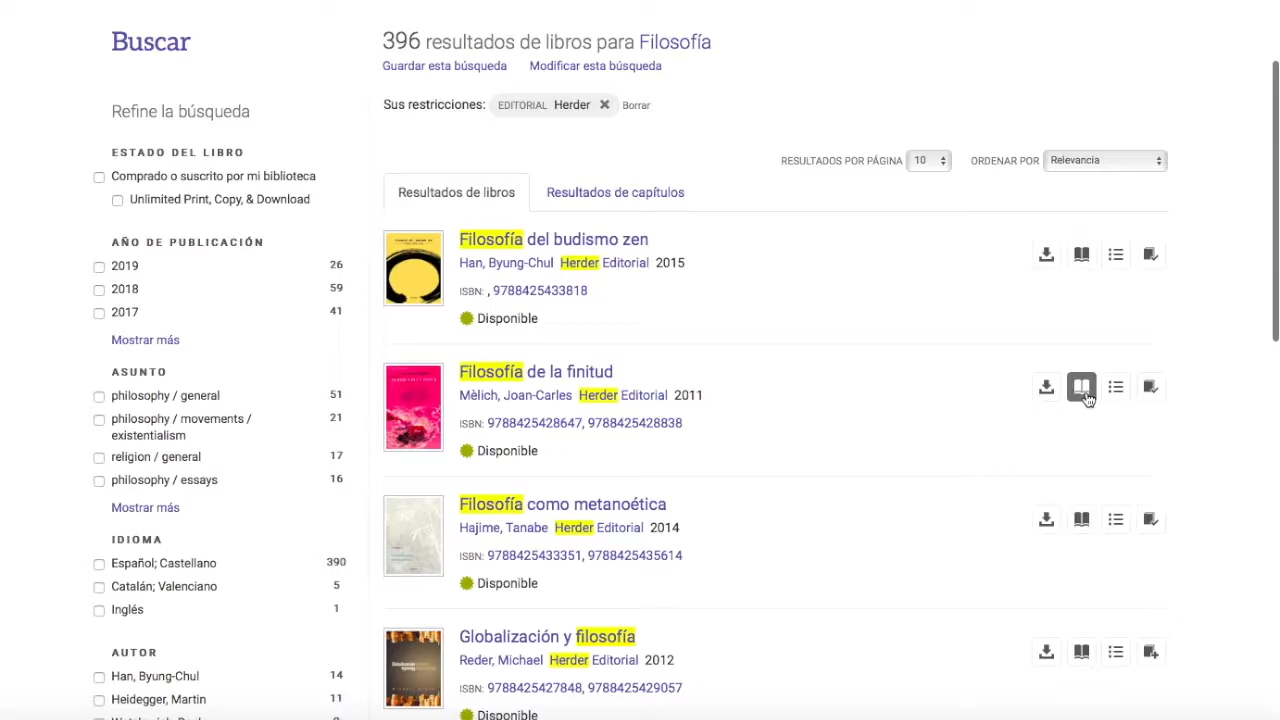 Buscar
396 resultados de libros para Filosofía
Guardar esta búsqueda Modificar esta búsqueda
Sus restricciones: EDITORIAL Herder ✖ Borrar
RESULTADOS POR PÁGINA 10 ORDENAR POR Relevancia
Resultados de libros Resultados de capítulos
Refine la búsqueda
ESTADO DEL LIBRO
Comprado o suscrito por mi biblioteca
Unlimited Print, Copy, & Download
AÑO DE PUBLICACIÓN
2019 26
2018 59
2017 41
Mostrar más
ASUNTO
philosophy / general 51
philosophy / movements / 21
existentialism
religion / general 17
philosophy / essays 16
Mostrar más
IDIOMA
Español; Castellano 390
Catalán; Valenciano 5
Inglés 1
AUTOR
Han, Byung-Chul 14
Heidegger, Martin 11
Filosofía del budismo zen
Han, Byung-Chul Herder Editorial 2015
ISBN: , 9788425433818
Disponible
Filosofía de la finitud
Mèlich, Joan-Carles Herder Editorial 2011
ISBN: 9788425428647, 9788425428838
Disponible
Filosofía como metanoética
Hajime, Tanabe Herder Editorial 2014
ISBN: 9788425433351, 9788425435614
Disponible
Globalización y filosofía
Reder, Michael Herder Editorial 2012
ISBN: 9788425427848, 9788425429057
Disponible